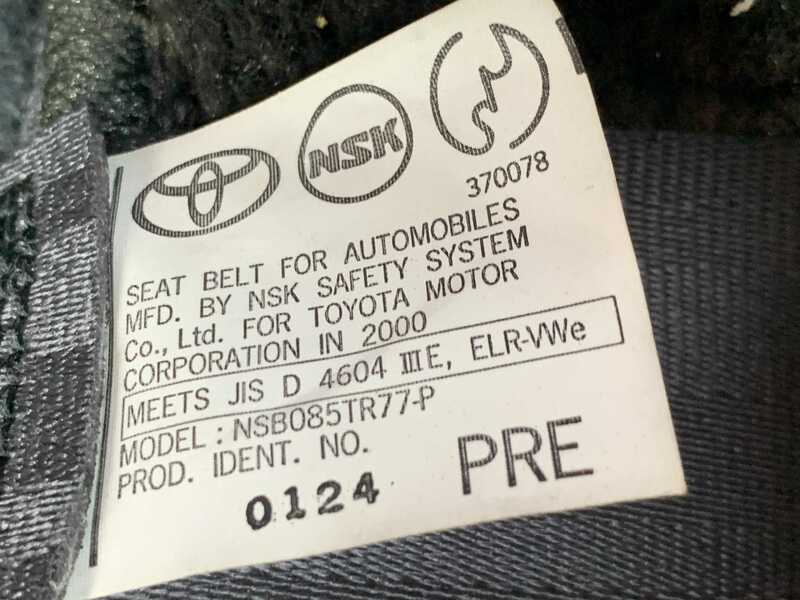 NSK
370078
SEAT BELT FOR AUTOMOBILES
MFD. BY NSK SAFETY SYSTEM
Co., Ltd. FOR TOYOTA MOTOR
CORPORATION IN 2000
MEETS JIS D 4604 ⅢE, ELR-VWe
MODEL : NSB085TR77-P
PROD. IDENT. NO.
0124 PRE